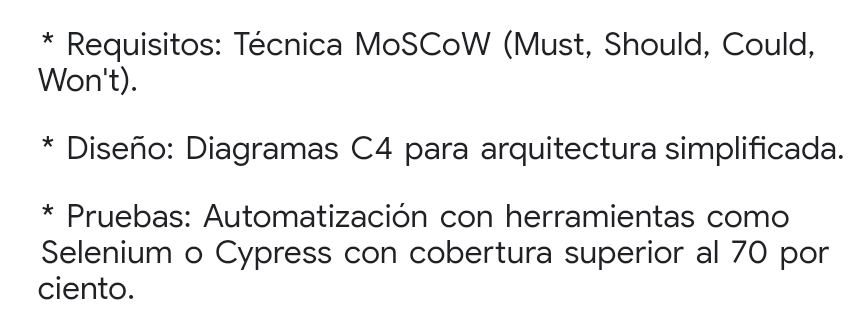 * Requisitos: Técnica MoSCoW (Must, Should, Could,
Won't).
* Diseño: Diagramas C4 para arquitectura simplificada.
* Pruebas: Automatización con herramientas como
Selenium o Cypress con cobertura superior al 70 por
ciento.